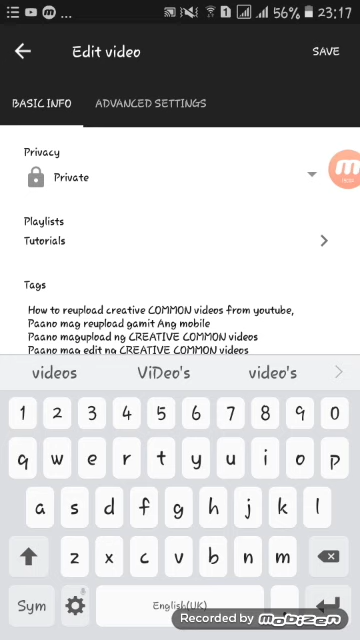 ... 1 56% 23:17
Edit video SAVE
BASIC INFO ADVANCED SETTINGS
Privacy
Private
Playlists
Tutorials
Tags
How to reupload creative COMMON videos from youtube,
Paano mag reupload gamit Ang mobile
Paano magupload ng CREATIVE COMMON videos
Paano mag edit ng CREATIVE COMMON videos
videos ViDeo's video's
1 2 3 4 5 6 7 8 9 0
q w e r t y u i o p
a s d f g h j k l
z x c v b n m
Sym English(UK)
Recorded by mobizen